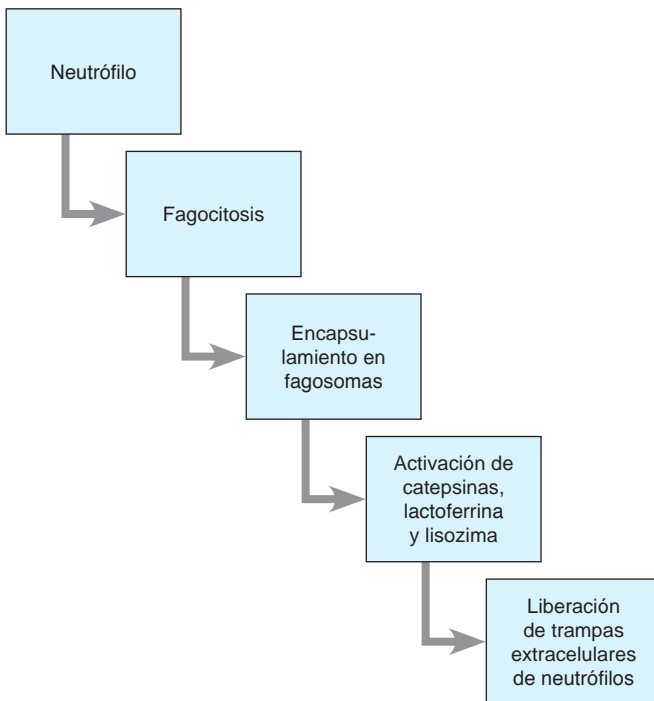 Neutrófilo
Fagocitosis
Encapsu-
lamiento en
fagosomas
Activación de
catepsinas,
lactoferrina
y lisozima
Liberación
de trampas
extracelulares
de neutrófilos